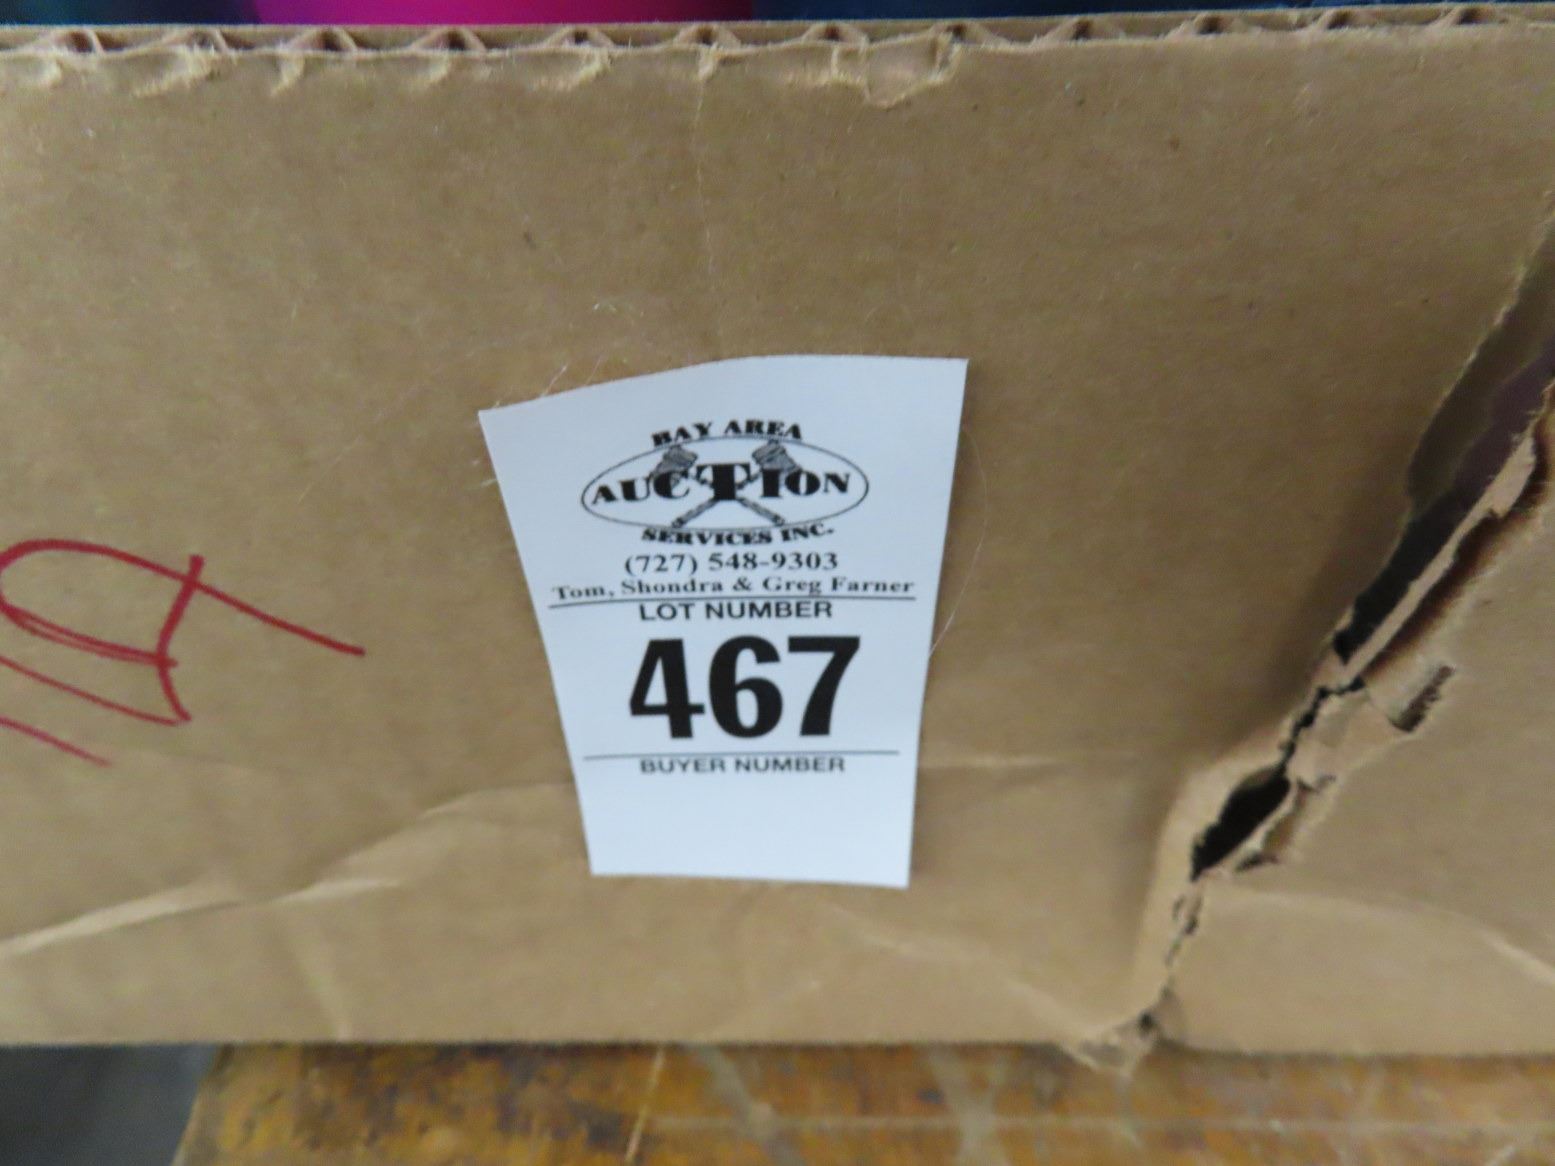 BAY AREA
AUCTION
SERVICES INC.
(727) 548-9303
Tom, Shondra & Greg Farner
LOT NUMBER
467
BUYER NUMBER